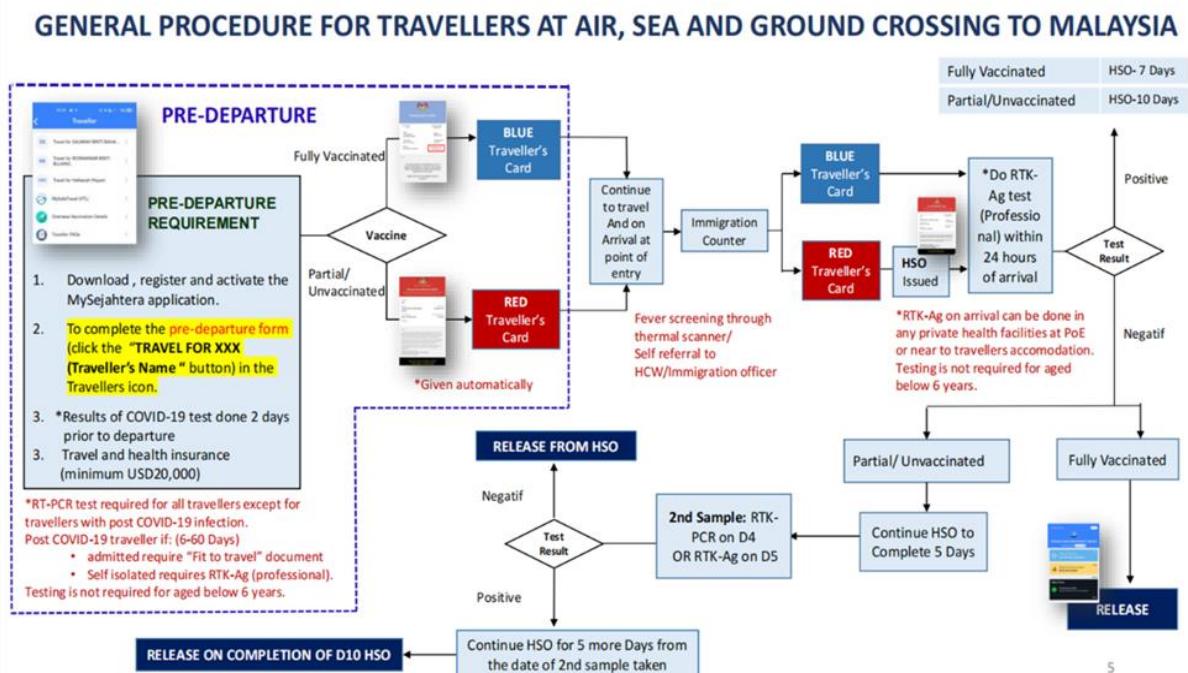 GENERAL PROCEDURE FOR TRAVELLERS AT AIR, SEA AND GROUND CROSSING TO MALAYSIA
Fully Vaccinated HSO- 7 Days
Partial/Unvaccinated HSO-10 Days
PRE-DEPARTURE
Traveller
PRE-DEPARTURE
REQUIREMENT
1. Download , register and activate the
MySejahtera application.
2. To complete the pre-departure form
(click the “TRAVEL FOR XXX
(Traveller’s Name “ button) in the
Travellers icon.
3. *Results of COVID-19 test done 2 days
prior to departure
3. Travel and health insurance
(minimum USD20,000)
*RT-PCR test required for all travellers except for
travellers with post COVID-19 infection.
Post COVID-19 traveller if: (6-60 Days)
• admitted require “Fit to travel” document
• Self isolated requires RTK-Ag (professional).
Testing is not required for aged below 6 years.
Vaccine
Fully Vaccinated
BLUE
Traveller’s
Card
Partial/
Unvaccinated
RED
Traveller’s
Card
*Given automatically
Continue
to travel
And on
Arrival at
point of
entry
Immigration
Counter
Fever screening through
thermal scanner/
Self referral to
HCW/Immigration officer
BLUE
Traveller’s
Card
RED
Traveller’s
Card
HSO
Issued
*Do RTK-
Ag test
(Professio
nal) within
24 hours
of arrival
*RTK-Ag on arrival can be done in
any private health facilities at PoE
or near to travellers accomodation.
Testing is not required for aged
below 6 years.
Test
Result
Positive
Negatif
Partial/ Unvaccinated
Fully Vaccinated
Continue HSO to
Complete 5 Days
RELEASE
2nd Sample: RTK-
PCR on D4
OR RTK-Ag on D5
Test
Result
Negatif
RELEASE FROM HSO
Positive
Continue HSO for 5 more Days from
the date of 2nd sample taken
RELEASE ON COMPLETION OF D10 HSO
5